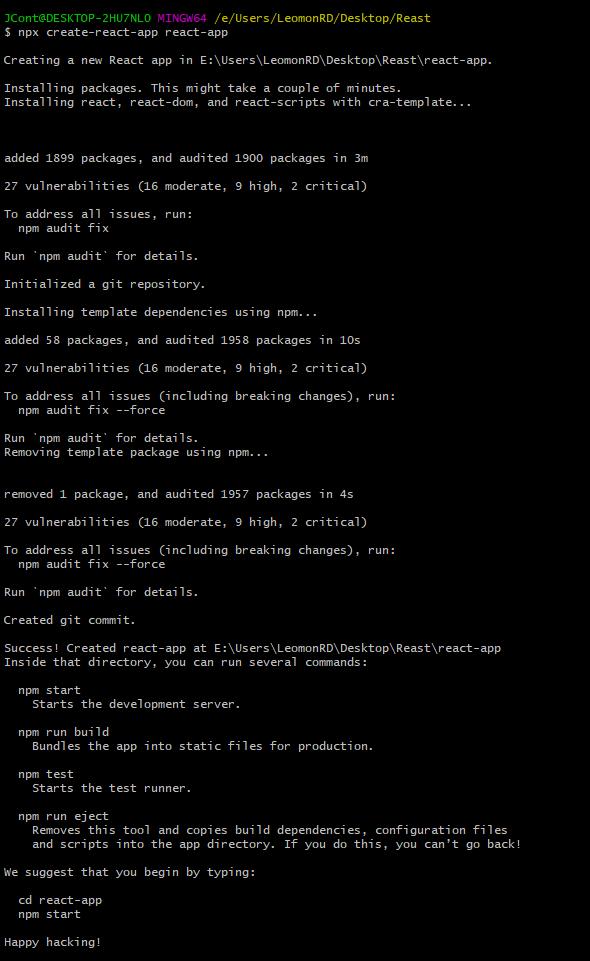 JCont@DESKTOP-2HU7NLO MINGW64 /e/Users/LeomonRD/Desktop/Reast
$ npx create-react-app react-app
Creating a new React app in E:\Users\LeomonRD\Desktop\Reast\react-app.
Installing packages. This might take a couple of minutes.
Installing react, react-dom, and react-scripts with cra-template...
added 1899 packages, and audited 1900 packages in 3m
27 vulnerabilities (16 moderate, 9 high, 2 critical)
To address all issues, run:
  npm audit fix
Run `npm audit` for details.
Initialized a git repository.
Installing template dependencies using npm...
added 58 packages, and audited 1958 packages in 10s
27 vulnerabilities (16 moderate, 9 high, 2 critical)
To address all issues (including breaking changes), run:
  npm audit fix --force
Run `npm audit` for details.
Removing template package using npm...
removed 1 package, and audited 1957 packages in 4s
27 vulnerabilities (16 moderate, 9 high, 2 critical)
To address all issues (including breaking changes), run:
  npm audit fix --force
Run `npm audit` for details.
Created git commit.
Success! Created react-app at E:\Users\LeomonRD\Desktop\Reast\react-app
Inside that directory, you can run several commands:
  npm start
    Starts the development server.
  npm run build
    Bundles the app into static files for production.
  npm test
    Starts the test runner.
  npm run eject
    Removes this tool and copies build dependencies, configuration files
    and scripts into the app directory. If you do this, you can't go back!
We suggest that you begin by typing:
  cd react-app
  npm start
Happy hacking!